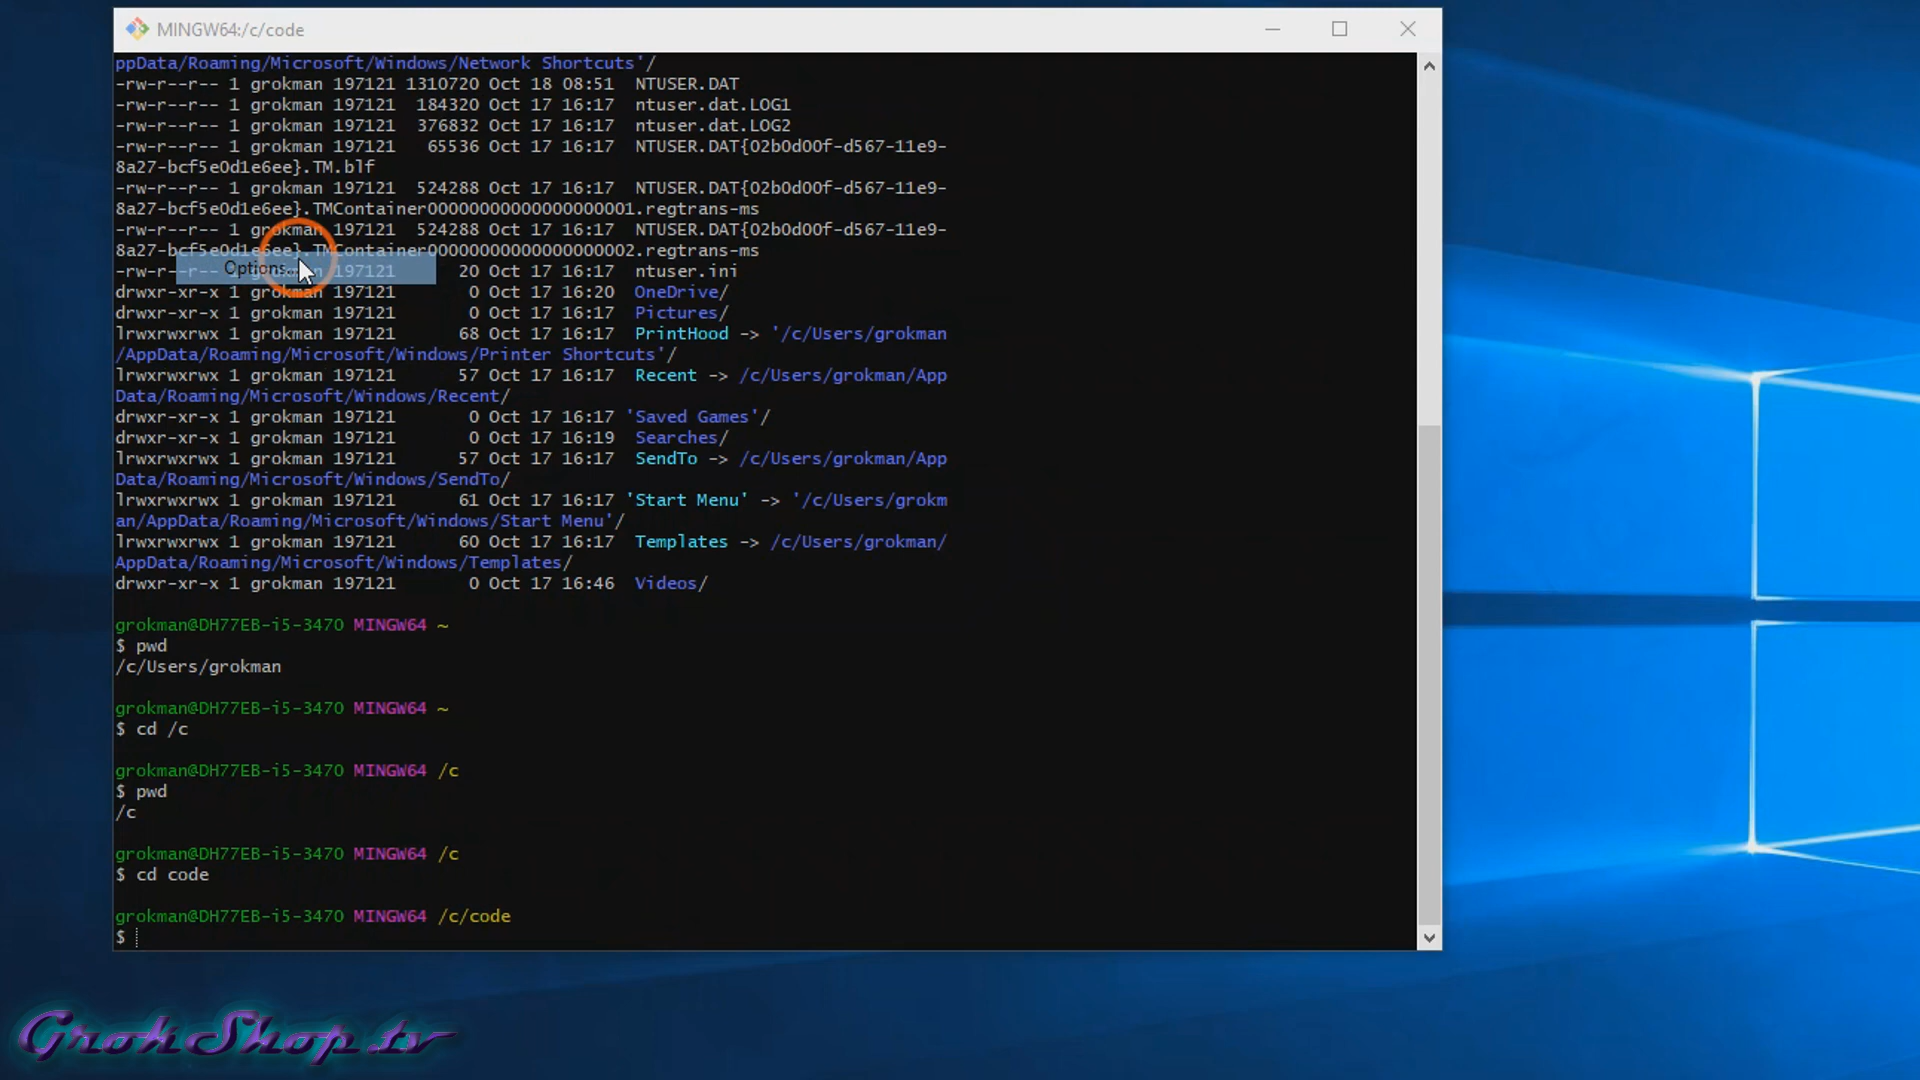 MINGW64:/c/code
ppData/Roaming/Microsoft/Windows/Network Shortcuts'/
-rw-r--r-- 1 grokman 197121 1310720 Oct 18 08:51  NTUSER.DAT
-rw-r--r-- 1 grokman 197121  184320 Oct 17 16:17  ntuser.dat.LOG1
-rw-r--r-- 1 grokman 197121  376832 Oct 17 16:17  ntuser.dat.LOG2
-rw-r--r-- 1 grokman 197121   65536 Oct 17 16:17  NTUSER.DAT{02b0d00f-d567-11e9-
8a27-bcf5e0d1e6ee}.TM.blf
-rw-r--r-- 1 grokman 197121  524288 Oct 17 16:17  NTUSER.DAT{02b0d00f-d567-11e9-
8a27-bcf5e0d1e6ee}.TMContainer00000000000000000001.regtrans-ms
-rw-r--r-- 1 grokman 197121  524288 Oct 17 16:17  NTUSER.DAT{02b0d00f-d567-11e9-
8a27-bcf5e0d1e6ee}.TMContainer00000000000000000002.regtrans-ms
Options...
-rw-r- man 197121      20 Oct 17 16:17  ntuser.ini
drwxr-xr-x 1 grokman 197121       0 Oct 17 16:20  OneDrive/
drwxr-xr-x 1 grokman 197121       0 Oct 17 16:17  Pictures/
lrwxrwxrwx 1 grokman 197121      68 Oct 17 16:17  PrintHood -> '/c/Users/grokman
/AppData/Roaming/Microsoft/Windows/Printer Shortcuts'/
lrwxrwxrwx 1 grokman 197121      57 Oct 17 16:17  Recent -> /c/Users/grokman/App
Data/Roaming/Microsoft/Windows/Recent/
drwxr-xr-x 1 grokman 197121       0 Oct 17 16:17 'Saved Games'/
drwxr-xr-x 1 grokman 197121       0 Oct 17 16:19  Searches/
lrwxrwxrwx 1 grokman 197121      57 Oct 17 16:17  SendTo -> /c/Users/grokman/App
Data/Roaming/Microsoft/Windows/SendTo/
lrwxrwxrwx 1 grokman 197121      61 Oct 17 16:17 'Start Menu' -> '/c/Users/grokm
an/AppData/Roaming/Microsoft/Windows/Start Menu'/
lrwxrwxrwx 1 grokman 197121      60 Oct 17 16:17  Templates -> /c/Users/grokman/
AppData/Roaming/Microsoft/Windows/Templates/
drwxr-xr-x 1 grokman 197121       0 Oct 17 16:46  Videos/
grokman@DH77EB-i5-3470 MINGW64 ~
$ pwd
/c/Users/grokman
grokman@DH77EB-i5-3470 MINGW64 ~
$ cd /c
grokman@DH77EB-i5-3470 MINGW64 /c
$ pwd
/c
grokman@DH77EB-i5-3470 MINGW64 /c
$ cd code
grokman@DH77EB-i5-3470 MINGW64 /c/code
$
GrokShop.tv